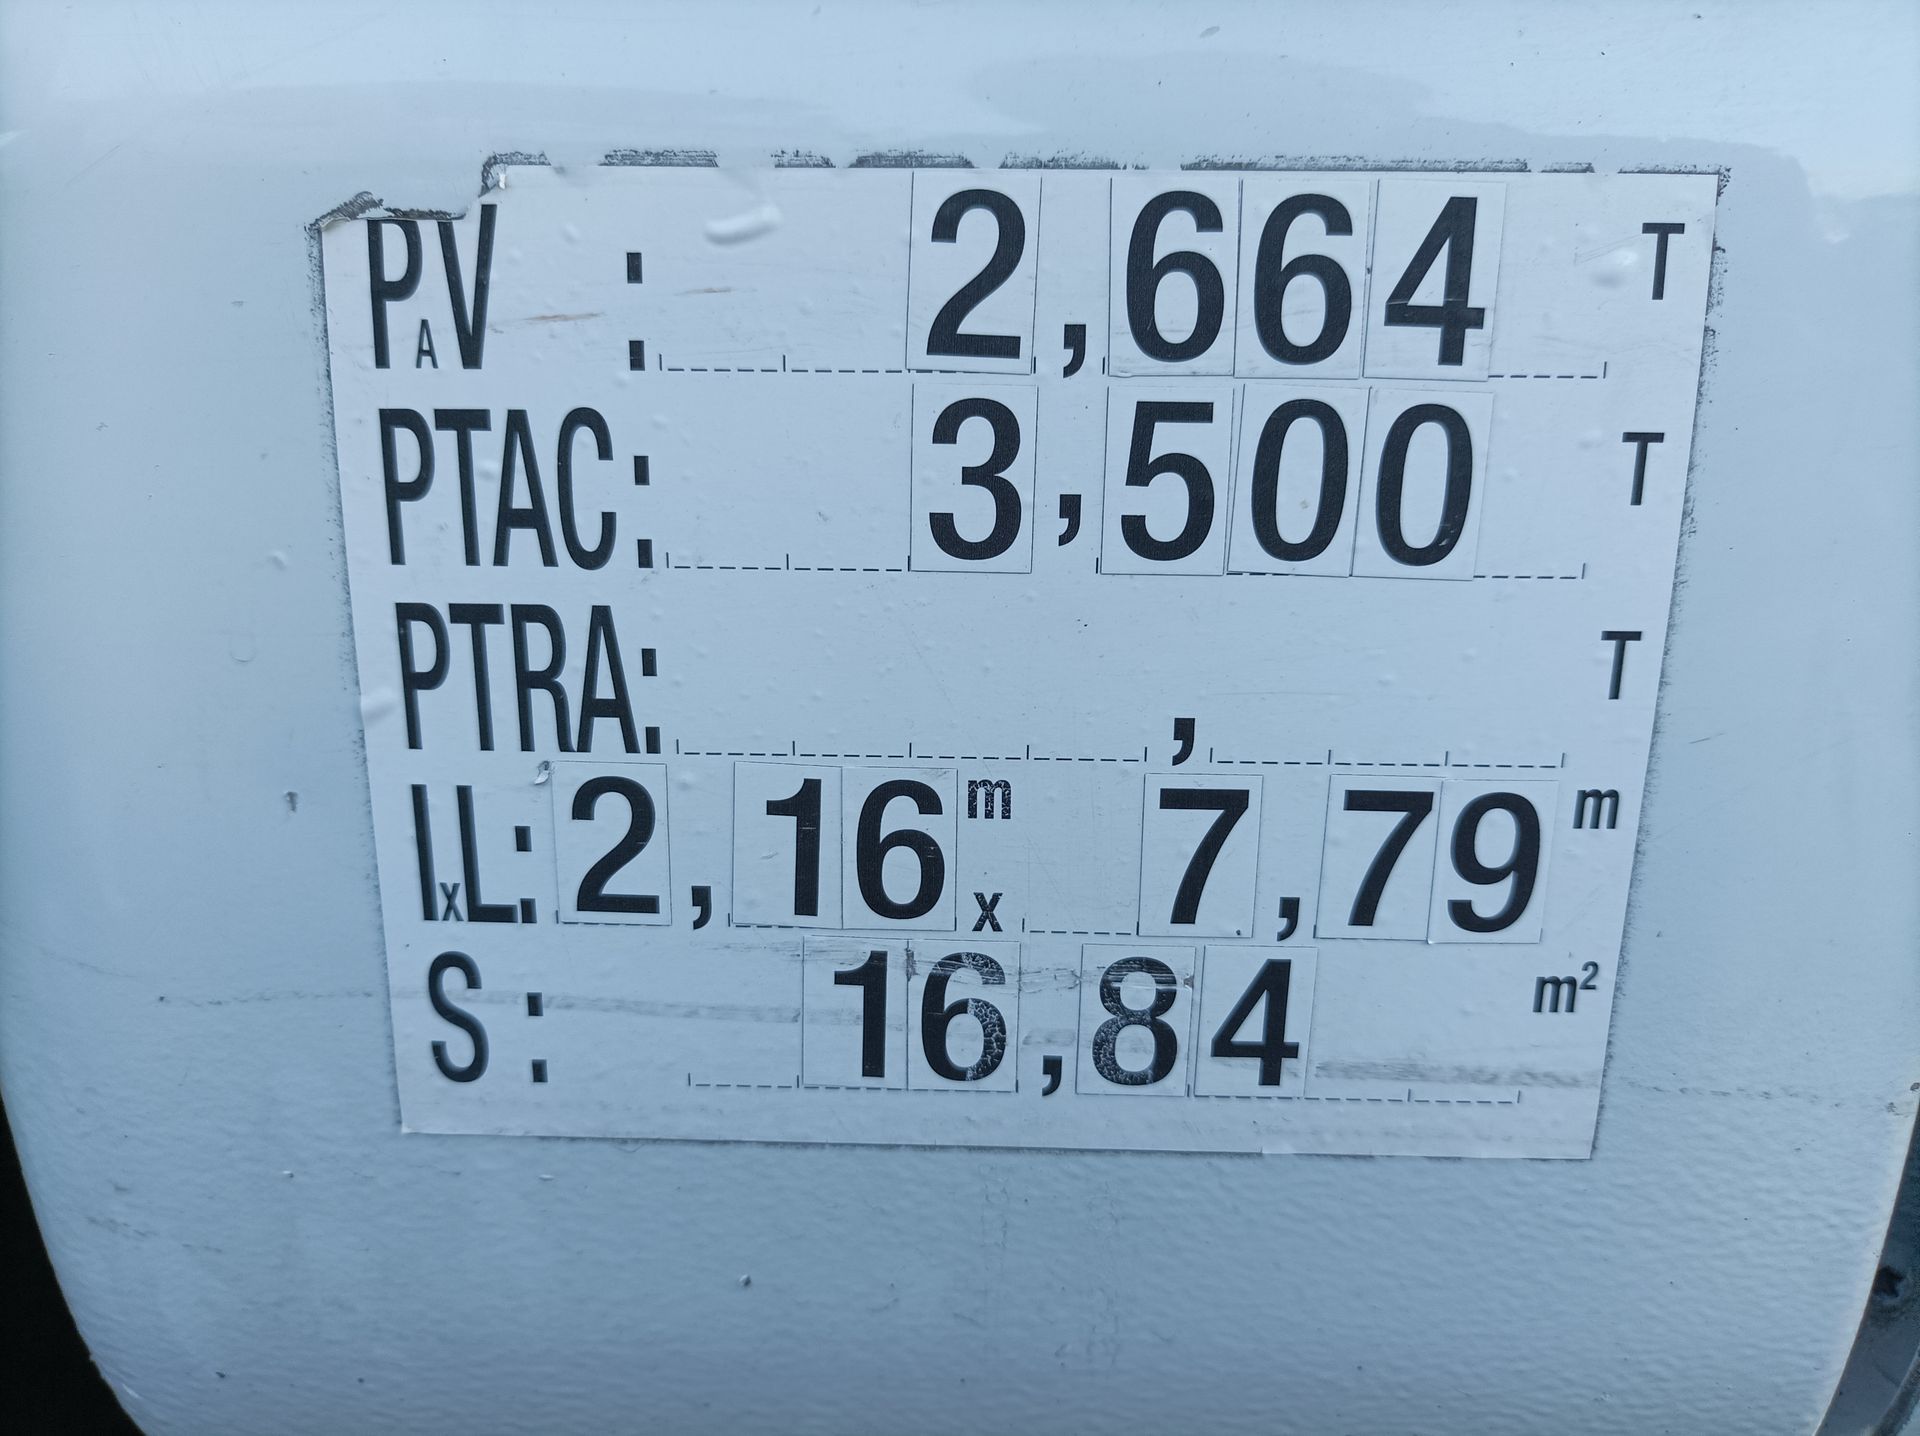 PAV : 2,664 T
PTAC: 3,500 T
PTRA: , T
IxL: 2,16 m x 7,79 m
S : 16,84 m²